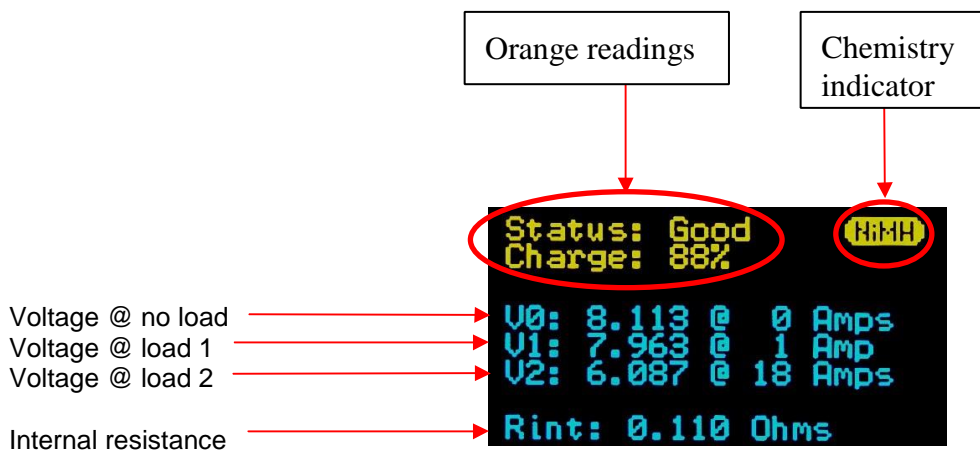 Orange readings
Chemistry
indicator
Status: Good
NiMH
Charge: 88%
Voltage @ no load
V0: 8.113 @ 0 Amps
Voltage @ load 1
V1: 7.963 @ 1 Amp
Voltage @ load 2
V2: 6.087 @ 18 Amps
Internal resistance
Rint: 0.110 Ohms